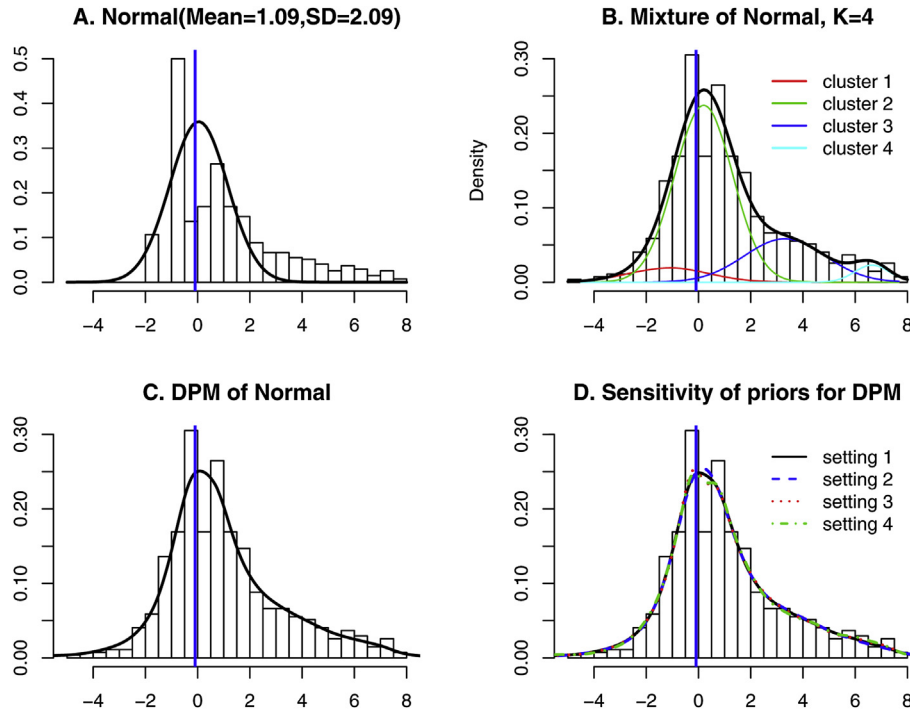 A. Normal(Mean=1.09,SD=2.09)
0.0 0.1 0.2 0.3 0.4 0.5
−4 −2 0 2 4 6 8
B. Mixture of Normal, K=4
Density
0.00 0.10 0.20 0.30
cluster 1
cluster 2
cluster 3
cluster 4
−4 −2 0 2 4 6 8
C. DPM of Normal
0.00 0.10 0.20 0.30
−4 −2 0 2 4 6 8
D. Sensitivity of priors for DPM
0.00 0.10 0.20 0.30
setting 1
setting 2
setting 3
setting 4
−4 −2 0 2 4 6 8